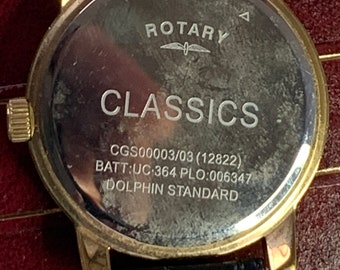 ROTARY
CLASSICS
CGS00003/03 (12822)
BATT:UC:364 PLO:006347
DOLPHIN STANDARD